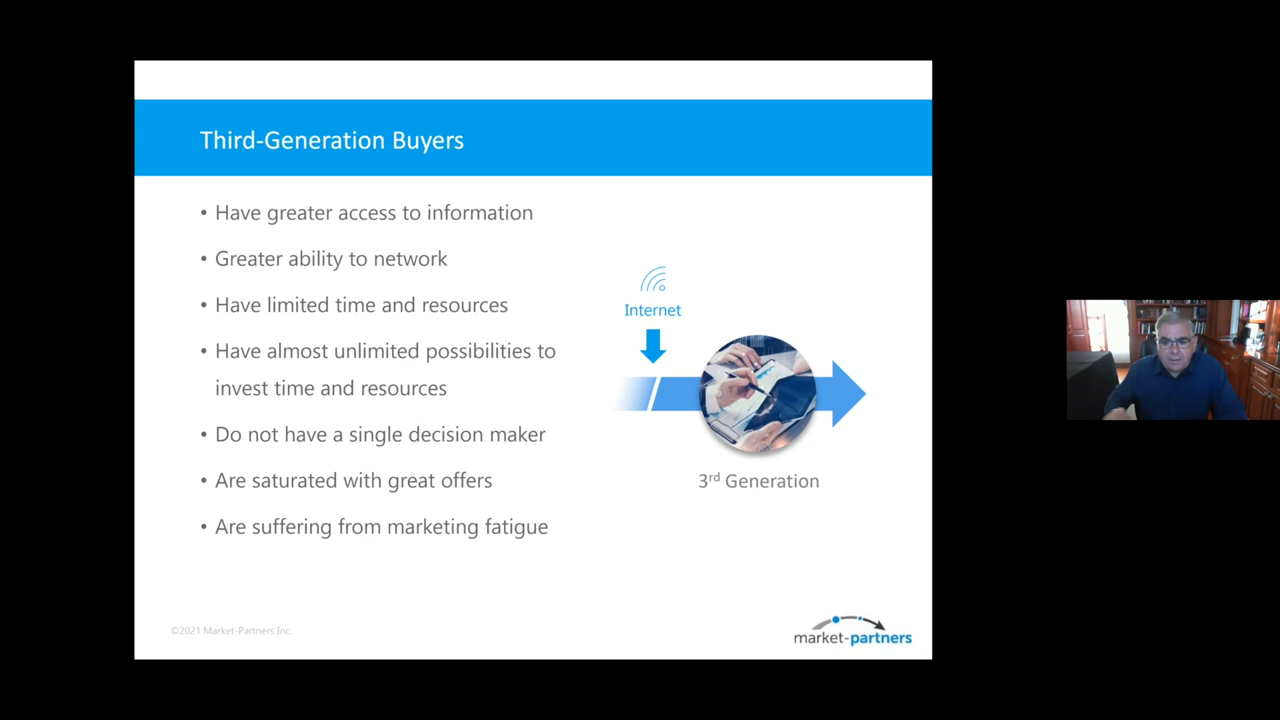 Third-Generation Buyers
• Have greater access to information
• Greater ability to network
• Have limited time and resources
• Have almost unlimited possibilities to
invest time and resources
• Do not have a single decision maker
• Are saturated with great offers
• Are suffering from marketing fatigue
Internet
3rd Generation
©2021 Market-Partners Inc.
market-partners